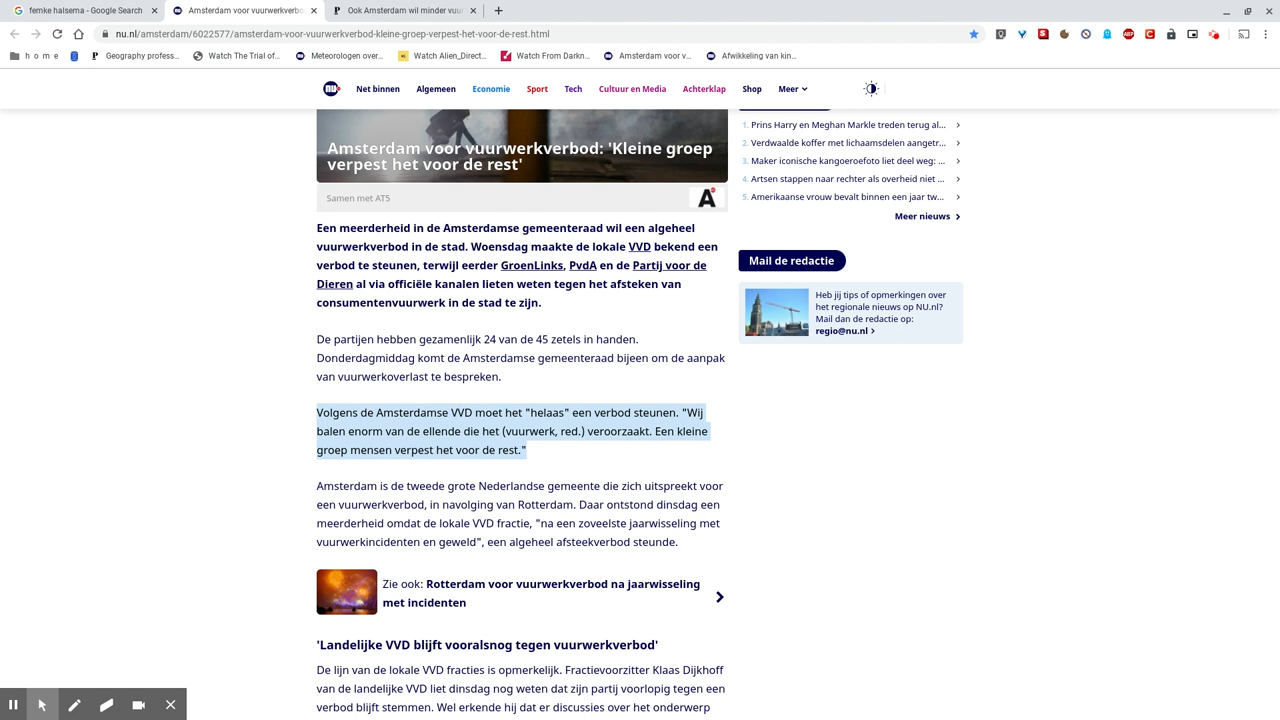 femke halsema - Google Search
Amsterdam voor vuurwerkverbo
Ook Amsterdam wil minder vuur
nu.nl/amsterdam/6022577/amsterdam-voor-vuurwerkverbod-kleine-groep-verpest-het-voor-de-rest.html
h o m e
Geography profess...
Watch The Trial of...
Meteorologen over...
Watch Alien_Direct...
Watch From Darkn...
Amsterdam voor v...
Afwikkeling van kin...
NU
Net binnen
Algemeen
Economie
Sport
Tech
Cultuur en Media
Achterklap
Shop
Meer
Amsterdam voor vuurwerkverbod: 'Kleine groep
verpest het voor de rest'
Samen met AT5
A
Een meerderheid in de Amsterdamse gemeenteraad wil een algeheel
vuurwerkverbod in de stad. Woensdag maakte de lokale VVD bekend een
verbod te steunen, terwijl eerder GroenLinks, PvdA en de Partij voor de
Dieren al via officiële kanalen lieten weten tegen het afsteken van
consumentenvuurwerk in de stad te zijn.
De partijen hebben gezamenlijk 24 van de 45 zetels in handen.
Donderdagmiddag komt de Amsterdamse gemeenteraad bijeen om de aanpak
van vuurwerkoverlast te bespreken.
Volgens de Amsterdamse VVD moet het "helaas" een verbod steunen. "Wij
balen enorm van de ellende die het (vuurwerk, red.) veroorzaakt. Een kleine
groep mensen verpest het voor de rest."
Amsterdam is de tweede grote Nederlandse gemeente die zich uitspreekt voor
een vuurwerkverbod, in navolging van Rotterdam. Daar ontstond dinsdag een
meerderheid omdat de lokale VVD fractie, "na een zoveelste jaarwisseling met
vuurwerkincidenten en geweld", een algeheel afsteekverbod steunde.
Zie ook: Rotterdam voor vuurwerkverbod na jaarwisseling
met incidenten
'Landelijke VVD blijft vooralsnog tegen vuurwerkverbod'
De lijn van de lokale VVD fracties is opmerkelijk. Fractievoorzitter Klaas Dijkhoff
van de landelijke VVD liet dinsdag nog weten dat zijn partij voorlopig tegen een
verbod blijft stemmen. Wel erkende hij dat er discussies over het onderwerp
1. Prins Harry en Meghan Markle treden terug al...
2. Verdwaalde koffer met lichaamsdelen aangetr...
3. Maker iconische kangoeroefoto liet deel weg: ...
4. Artsen stappen naar rechter als overheid niet ...
5. Amerikaanse vrouw bevalt binnen een jaar tw...
Meer nieuws
Mail de redactie
Heb jij tips of opmerkingen over
het regionale nieuws op NU.nl?
Mail dan de redactie op:
regio@nu.nl